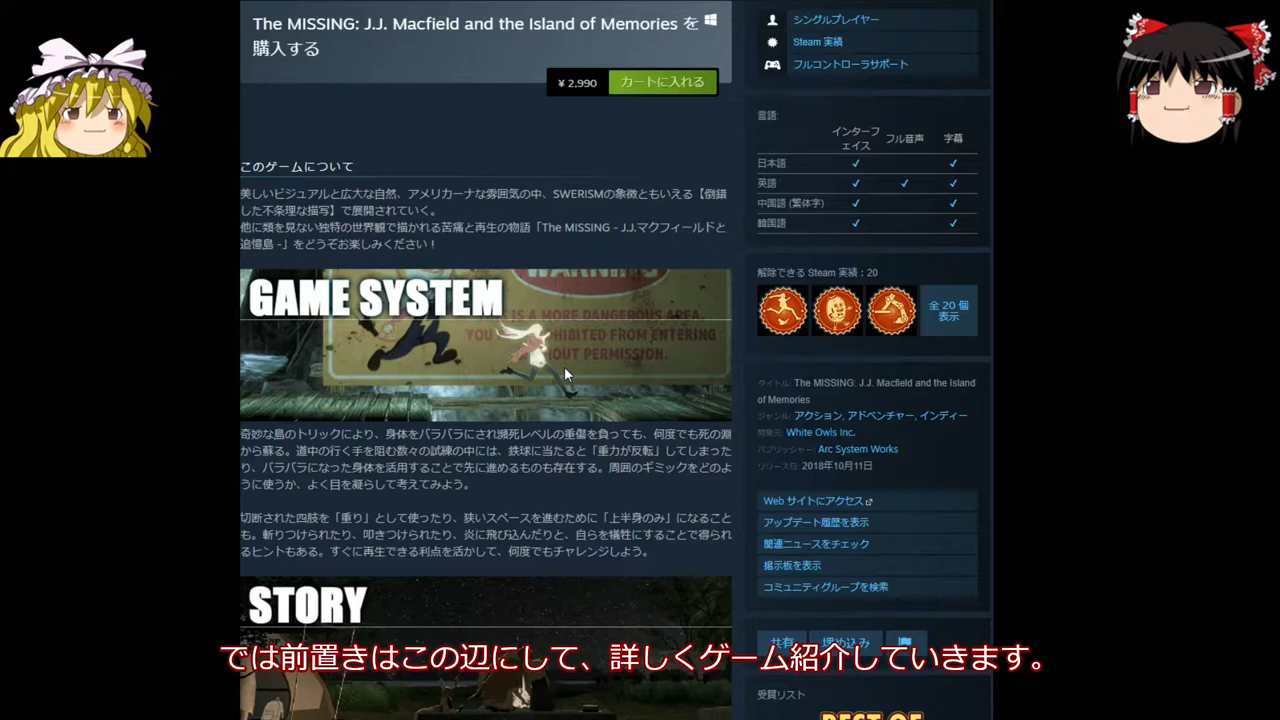 The MISSING: J.J. Macfield and the Island of Memories を
購入する
¥ 2,990
カートに入れる
このゲームについて
美しいビジュアルと広大な自然、アメリカーナな雰囲気の中、SWERISMの象徴ともいえる【倒錯
した不条理な描写】で展開されていく。
他に類を見ない独特の世界観で描かれる苦痛と再生の物語「The MISSING - J.J.マクフィールドと
追憶島 -」をどうぞお楽しみください！
WARNING
GAME SYSTEM
IS A MORE DANGEROUS AREA.
YOU
HIBITED FROM ENTERING
HOUT PERMISSION.
奇妙な島のトリックにより、身体をバラバラにされ瀕死レベルの重傷を負っても、何度でも死の淵
から蘇る。道中の行く手を阻む数々の試練の中には、鉄球に当たると「重力が反転」してしまった
り、バラバラになった身体を活用することで先に進めるものも存在する。周囲のギミックをどのよ
うに使うか、よく目を凝らして考えてみよう。
切断された四肢を「重り」として使ったり、狭いスペースを進むために「上半身のみ」になること
も。斬りつけられたり、叩きつけられたり、炎に飛び込んだりと、自らを犠牲にすることで得られ
るヒントもある。すぐに再生できる利点を活かして、何度でもチャレンジしよう。
STORY
シングルプレイヤー
Steam 実績
フルコントローラサポート
言語:
インターフ
ェイス
フル音声
字幕
日本語 ✓ ✓
英語 ✓ ✓ ✓
中国語 (繁体字) ✓ ✓
韓国語 ✓ ✓
解除できる Steam 実績：20
全 20 個
表示
タイトル: The MISSING: J.J. Macfield and the Island
of Memories
ジャンル: アクション, アドベンチャー, インディー
開発元: White Owls Inc.
パブリッシャー: Arc System Works
リリース日: 2018年10月11日
Web サイトにアクセス
アップデート履歴を表示
関連ニュースをチェック
掲示板を表示
コミュニティグループを検索
共有
埋め込み
受賞リスト
BEST OF
では前置きはこの辺にして、詳しくゲーム紹介していきます。